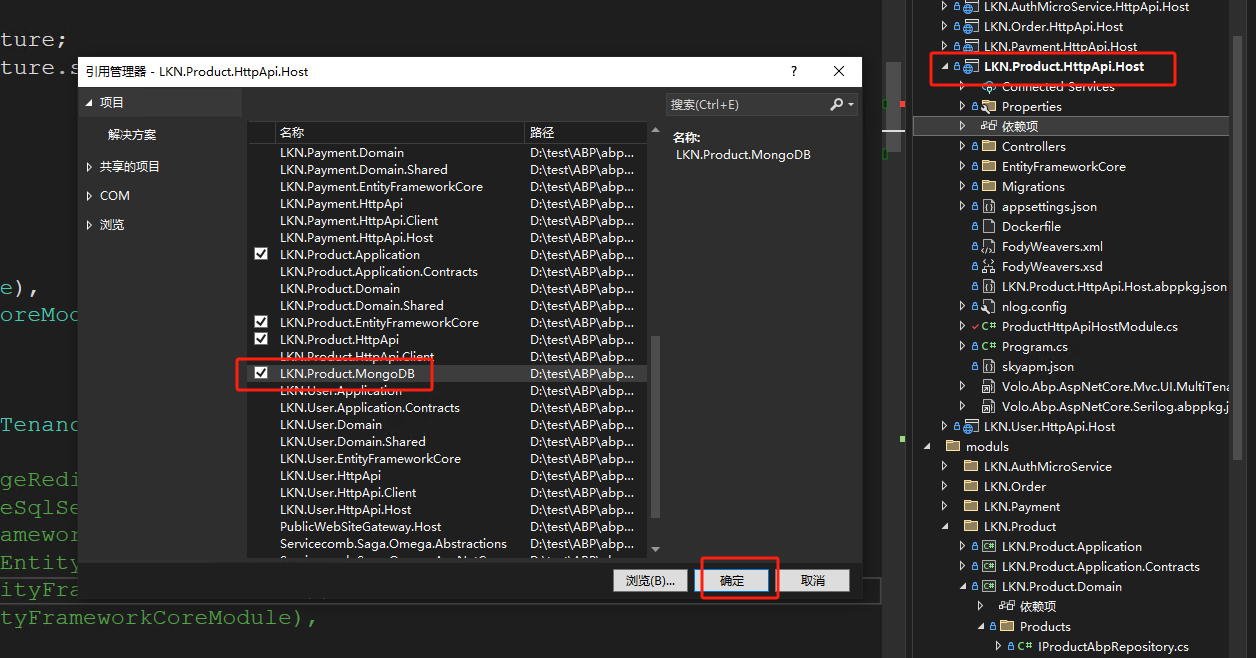 ture;
ture.s
引用管理器 - LKN.Product.HttpApi.Host
?
项目
解决方案
共享的项目
COM
浏览
搜索(Ctrl+E)
名称 路径
LKN.Payment.Domain D:\test\ABP\abp...
LKN.Payment.Domain.Shared D:\test\ABP\abp...
LKN.Payment.EntityFrameworkCore D:\test\ABP\abp...
LKN.Payment.HttpApi D:\test\ABP\abp...
LKN.Payment.HttpApi.Client D:\test\ABP\abp...
LKN.Payment.HttpApi.Host D:\test\ABP\abp...
LKN.Product.Application D:\test\ABP\abp...
LKN.Product.Application.Contracts D:\test\ABP\abp...
LKN.Product.Domain D:\test\ABP\abp...
LKN.Product.Domain.Shared D:\test\ABP\abp...
LKN.Product.EntityFrameworkCore D:\test\ABP\abp...
LKN.Product.HttpApi D:\test\ABP\abp...
LKN.Product.HttpApi.Client D:\test\ABP\abp...
LKN.Product.MongoDB D:\test\ABP\abp...
LKN.User.Application D:\test\ABP\abp...
LKN.User.Application.Contracts D:\test\ABP\abp...
LKN.User.Domain D:\test\ABP\abp...
LKN.User.Domain.Shared D:\test\ABP\abp...
LKN.User.EntityFrameworkCore D:\test\ABP\abp...
LKN.User.HttpApi D:\test\ABP\abp...
LKN.User.HttpApi.Client D:\test\ABP\abp...
LKN.User.HttpApi.Host D:\test\ABP\abp...
PublicWebSiteGateway.Host D:\test\ABP\abp...
Servicecomb.Saga.Omega.Abstractions D:\test\ABP\abp...
名称:
LKN.Product.MongoDB
浏览(B)... 确定 取消
e),
oreMod
Tenanc
geRedi
eSqlSe
amewor
Entity
ityFra
tyFrameworkCoreModule),
LKN.AuthMicroService.HttpApi.Host
LKN.Order.HttpApi.Host
LKN.Payment.HttpApi.Host
LKN.Product.HttpApi.Host
Connected Services
Properties
依赖项
Controllers
EntityFrameworkCore
Migrations
appsettings.json
Dockerfile
FodyWeavers.xml
FodyWeavers.xsd
LKN.Product.HttpApi.Host.abppkg.json
nlog.config
C# ProductHttpApiHostModule.cs
C# Program.cs
skyapm.json
Volo.Abp.AspNetCore.Mvc.UI.MultiTena
Volo.Abp.AspNetCore.Serilog.abppkg.j
LKN.User.HttpApi.Host
moduls
LKN.AuthMicroService
LKN.Order
LKN.Payment
LKN.Product
C# LKN.Product.Application
C# LKN.Product.Application.Contracts
C# LKN.Product.Domain
依赖项
Products
C# IProductAbpRepository.cs